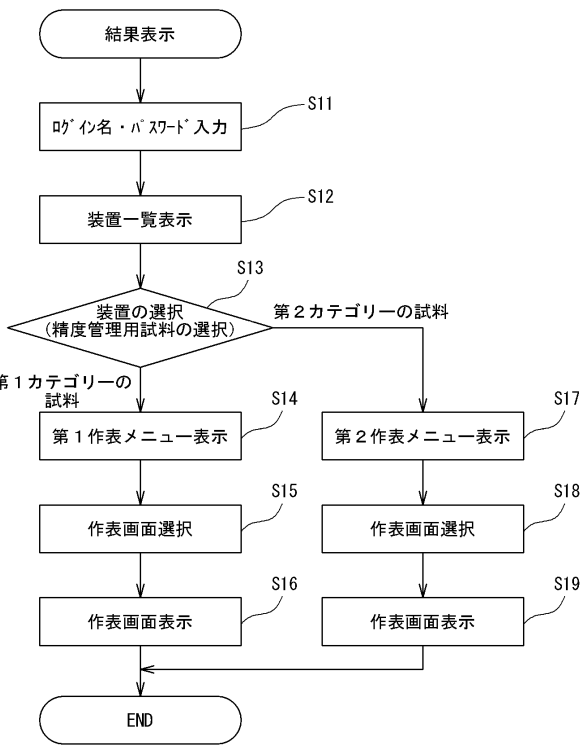 結果表示
S11
ﾛｸﾞｲﾝ名・ﾊﾟｽﾜｰﾄﾞ入力
S12
装置一覧表示
S13
装置の選択
(精度管理用試料の選択)
第２カテゴリーの試料
第１カテゴリーの
試料
S14
第１作表メニュー表示
S17
第２作表メニュー表示
S15
作表画面選択
S18
作表画面選択
S16
作表画面表示
S19
作表画面表示
END